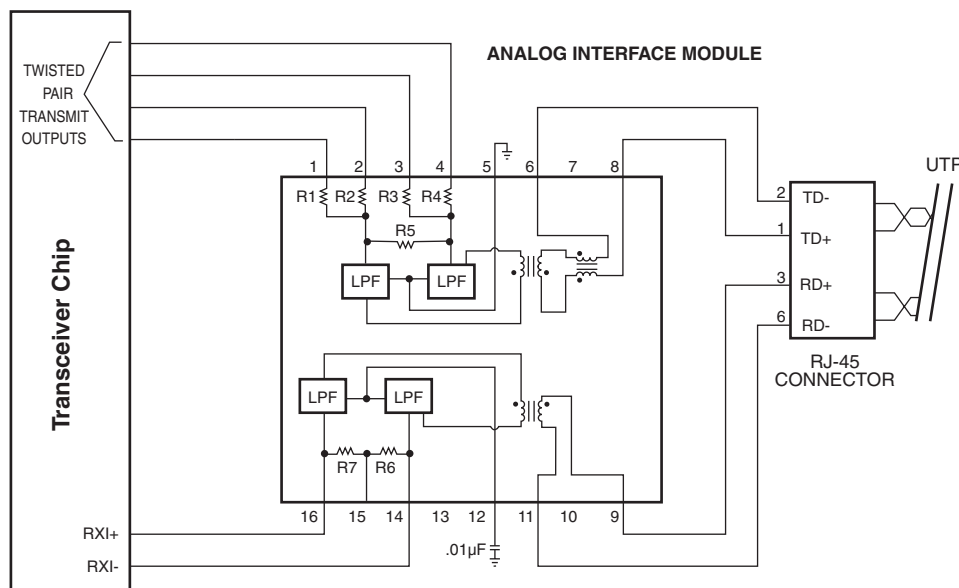 ANALOG INTERFACE MODULE
TWISTED
PAIR
TRANSMIT
OUTPUTS
1 2 3 4 5 6 7 8
UTP
R1 R2 R3 R4
2 TD-
R5
1 TD+
LPF LPF
3 RD+
6 RD-
Transceiver Chip
RJ-45
CONNECTOR
LPF LPF
R7 R6
16 15 14 13 12 11 10 9
RXI+
.01µF
RXI-